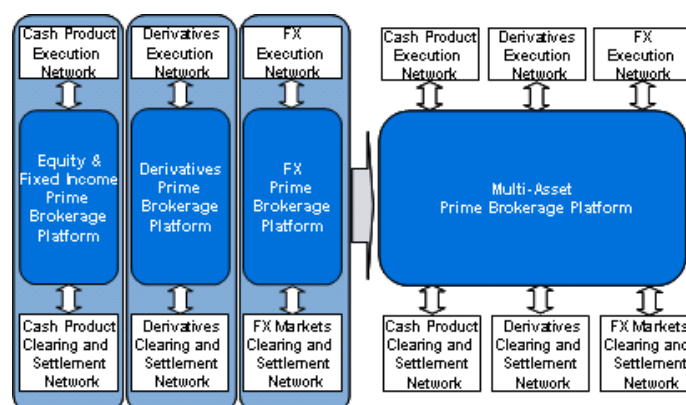 Cash Product
Execution
Network
Derivatives
Execution
Network
FX
Execution
Network
Cash Product
Execution
Network
Derivatives
Execution
Network
FX
Execution
Network
Equity &
Fixed Income
Prime
Brokerage
Platform
Derivatives
Prime
Brokerage
Platform
FX
Prime
Brokerage
Platform
Multi-Asset
Prime Brokerage Platform
Cash Product
Clearing and
Settlement
Network
Derivatives
Clearing and
Settlement
Network
FX Markets
Clearing and
Settlement
Network
Cash Product
Clearing and
Settlement
Network
Derivatives
Clearing and
Settlement
Network
FX Markets
Clearing and
Settlement
Network